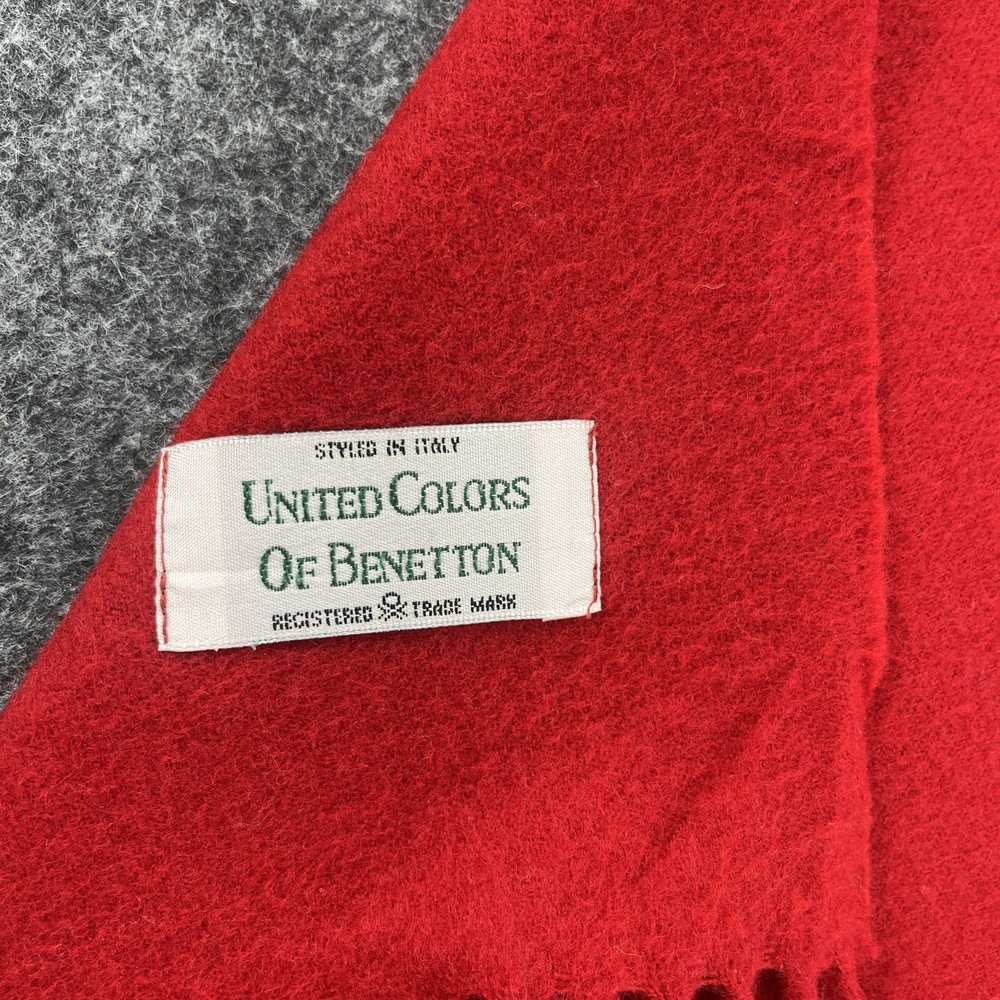 STYLED IN ITALY
UNITED COLORS
OF BENETTON
REGISTERED TRADE MARK